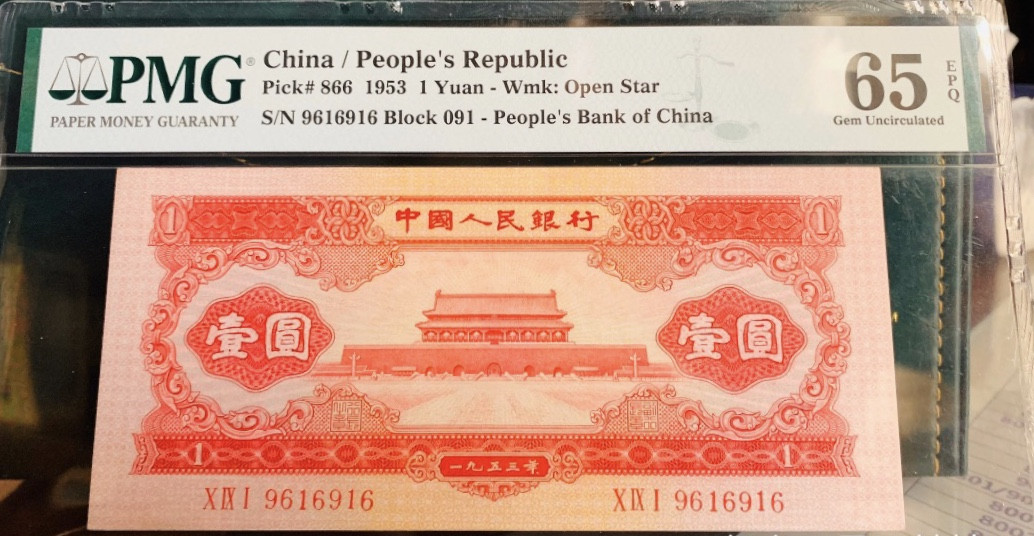 PMG®
PAPER MONEY GUARANTY
China / People's Republic
Pick# 866 1953 1 Yuan - Wmk: Open Star
S/N 9616916 Block 091 - People's Bank of China
65
EPQ
Gem Uncirculated
1 中國人民銀行 1
壹圓 壹圓
1 一九五三年 1
XIXI 9616916 XIXI 9616916